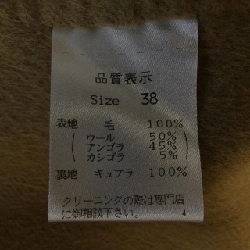 品質表示
Size 38
表地 毛 100%
ウール 50%
アンゴラ 45%
カシゴラ 5%
裏地 キュプラ 100%
クリーニングの際は専門店
に御相談下さい。